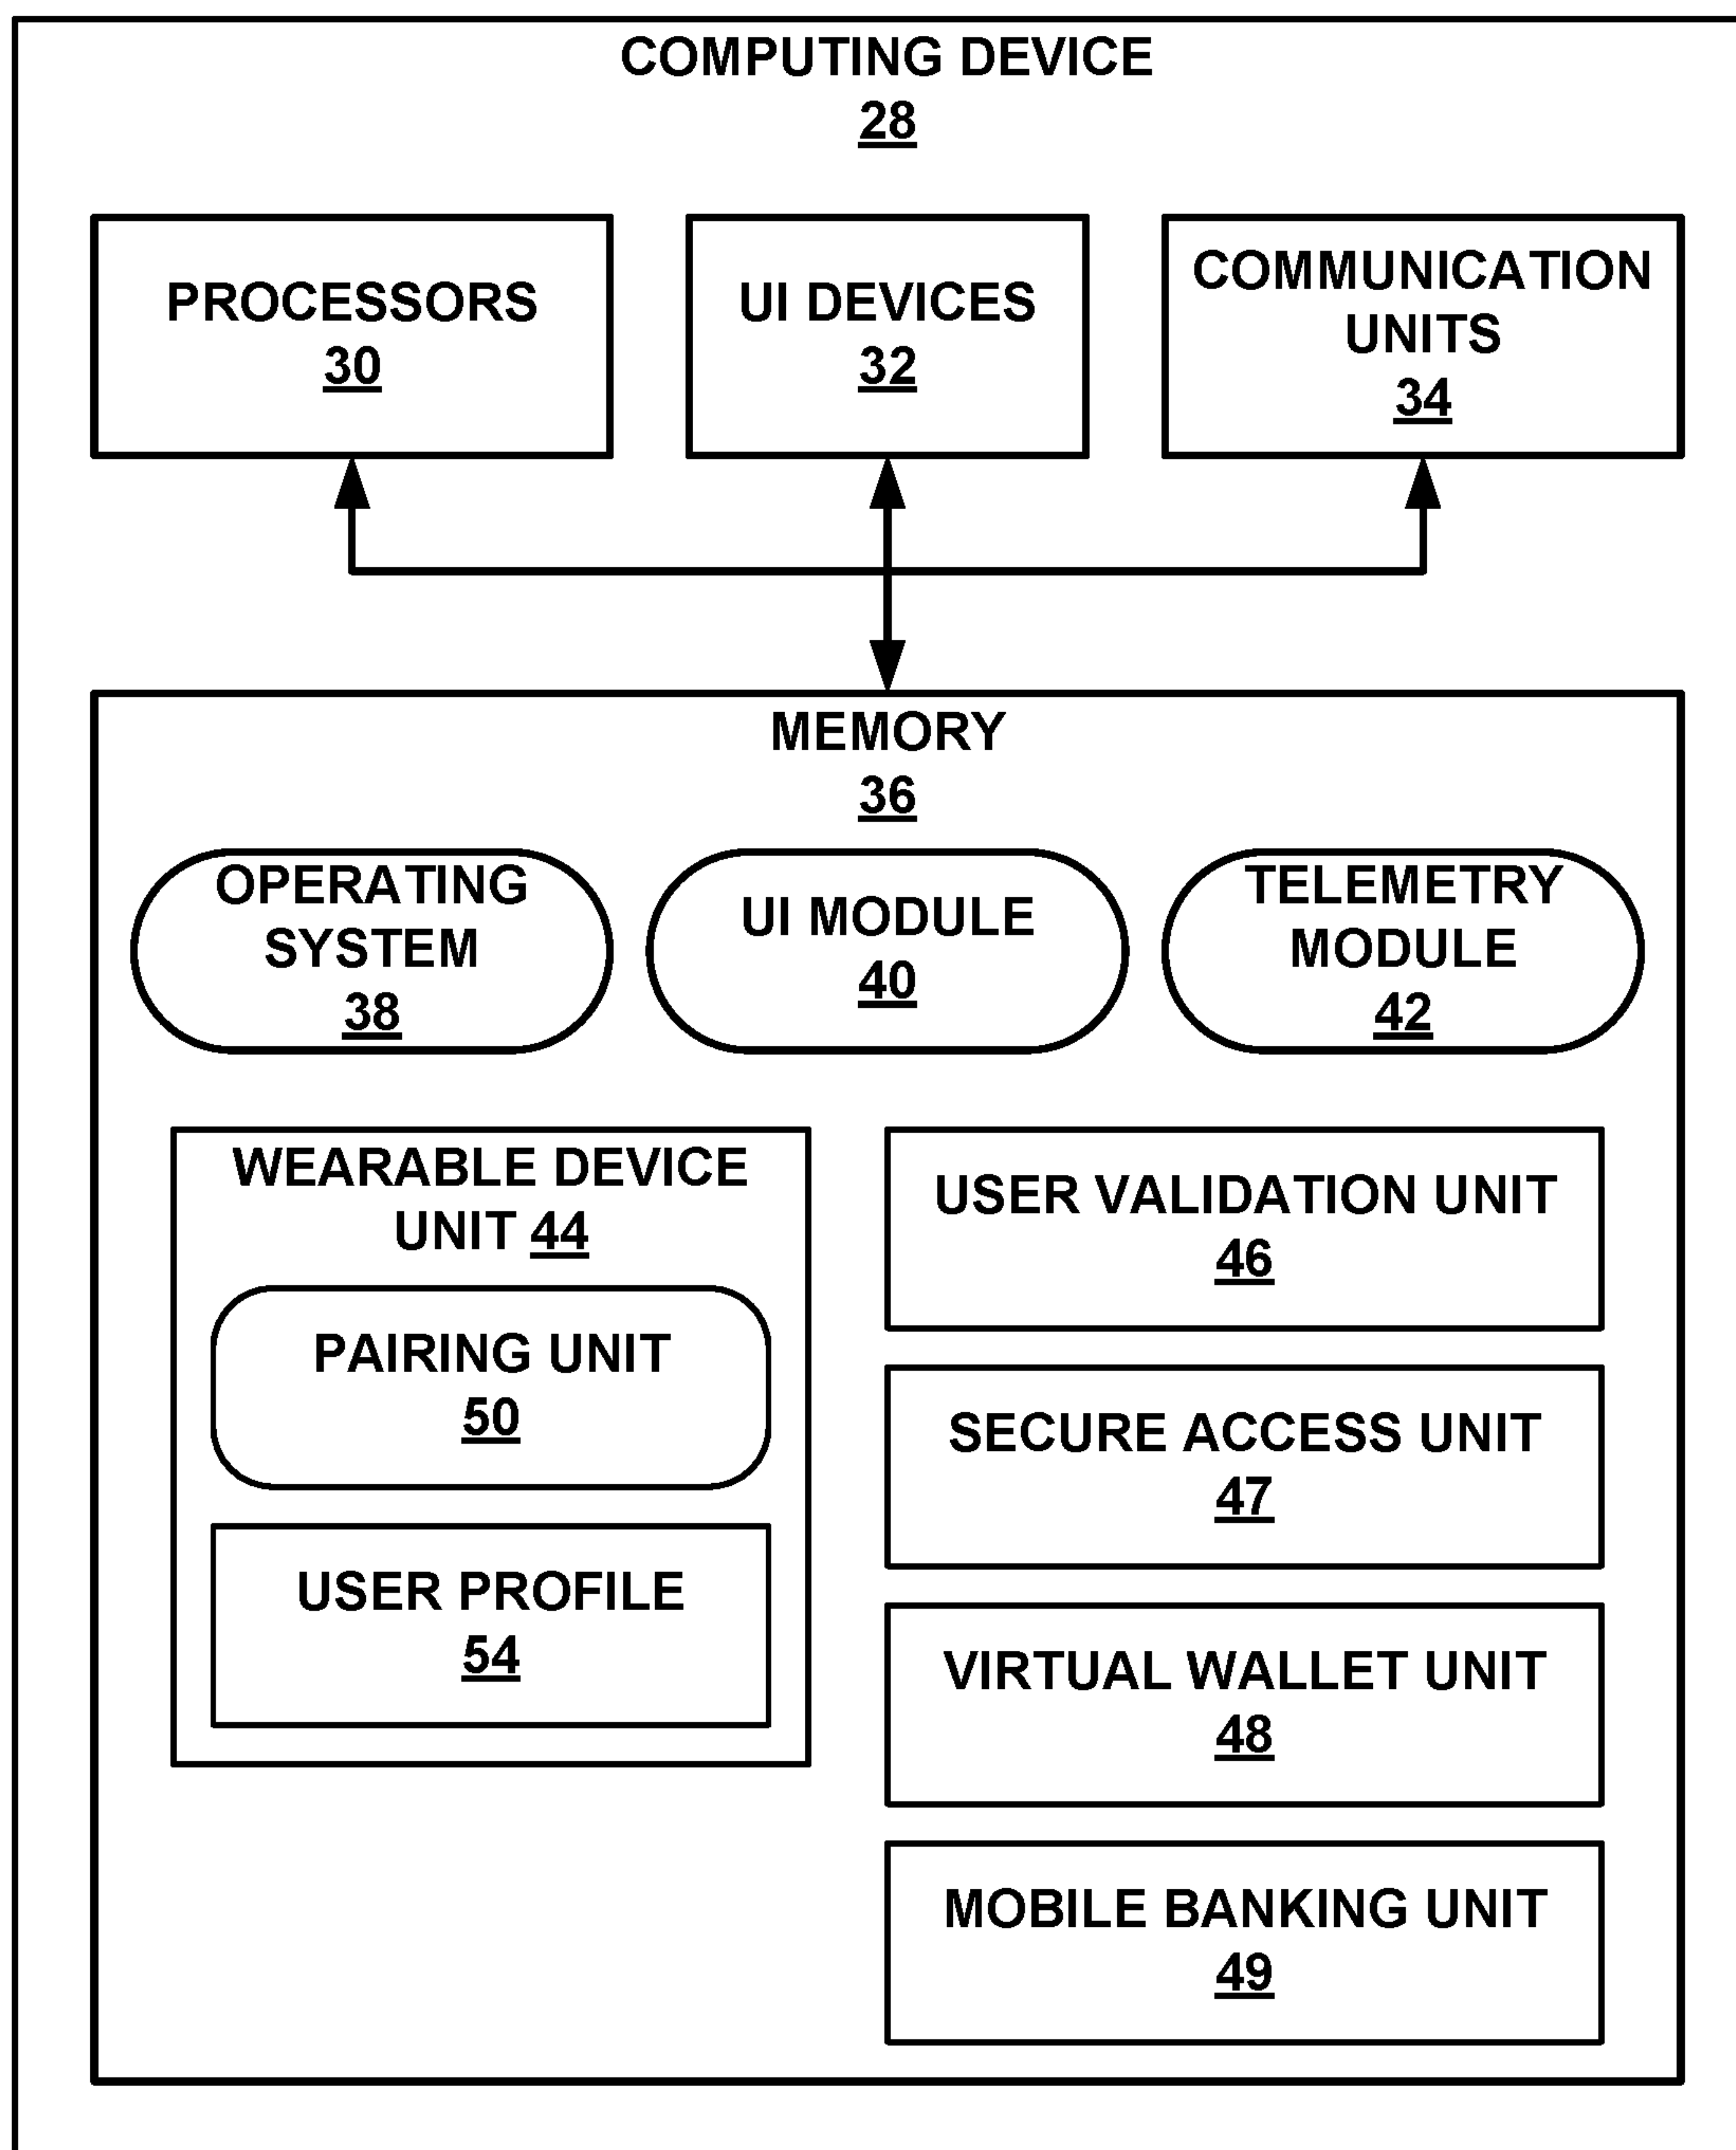 COMPUTING DEVICE
28
PROCESSORS
30
UI DEVICES
32
COMMUNICATION
UNITS
34
MEMORY
36
OPERATING
SYSTEM
38
UI MODULE
40
TELEMETRY
MODULE
42
WEARABLE DEVICE
UNIT 44
PAIRING UNIT
50
USER PROFILE
54
USER VALIDATION UNIT
46
SECURE ACCESS UNIT
47
VIRTUAL WALLET UNIT
48
MOBILE BANKING UNIT
49